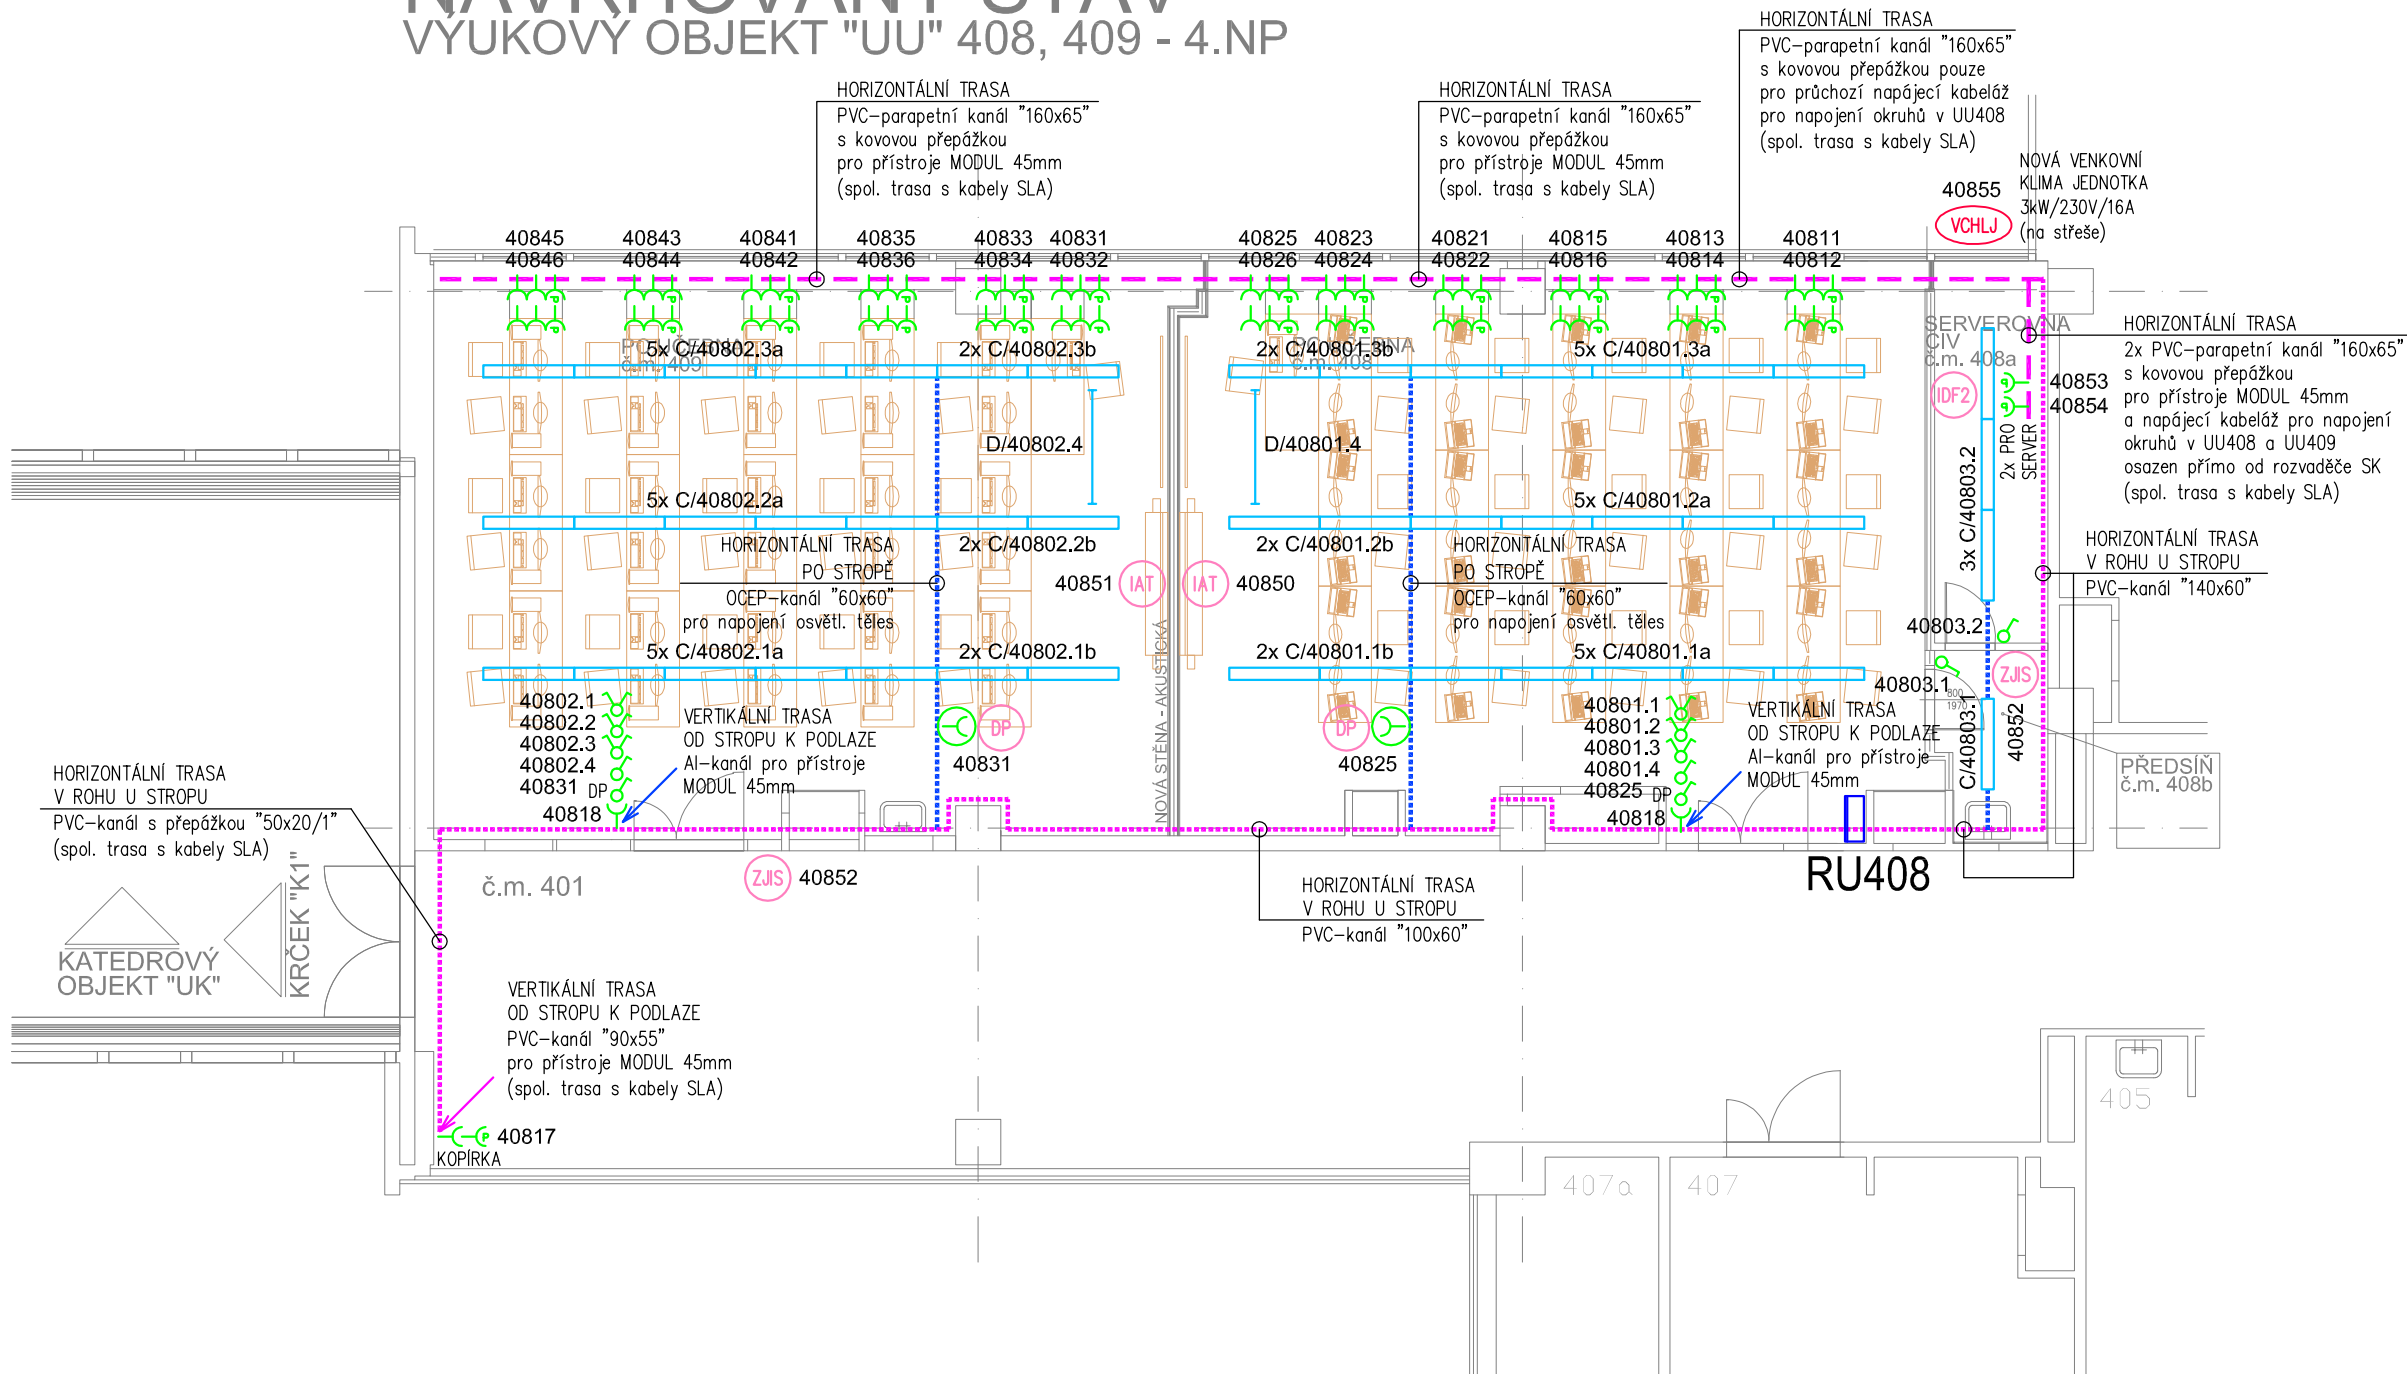 NAVRHOVANÝ STAV
VÝUKOVÝ OBJEKT "UU" 408, 409 - 4.NP
HORIZONTÁLNÍ TRASA
PVC-parapetní kanál "160x65"
s kovovou přepážkou
pro přístroje MODUL 45mm
(spol. trasa s kabely SLA)
HORIZONTÁLNÍ TRASA
PVC-parapetní kanál "160x65"
s kovovou přepážkou
pro přístroje MODUL 45mm
(spol. trasa s kabely SLA)
HORIZONTÁLNÍ TRASA
PVC-parapetní kanál "160x65"
s kovovou přepážkou pouze
pro průchozí napájecí kabeláž
pro napojení okruhů v UU408
(spol. trasa s kabely SLA)
40855
VCHLJ
NOVÁ VENKOVNÍ
KLIMA JEDNOTKA
3kW/230V/16A
(na střeše)
40845 40843 40841 40835 40833 40831 40825 40823 40821 40815 40813 40811
40846 40844 40842 40836 40834 40832 40826 40824 40822 40816 40814 40812
POČ.UČEBNA
č.m. 409
5x C/40802.3a
2x C/40802.3b
2x C/40801.3b
č.m. 408
5x C/40801.3a
SERVEROVNA
CIV
č.m. 408a
IDF2
40853
40854
2x PRO
SERVER
HORIZONTÁLNÍ TRASA
2x PVC-parapetní kanál "160x65"
s kovovou přepážkou
pro přístroje MODUL 45mm
a napájecí kabeláž pro napojení
okruhů v UU408 a UU409
osazen přímo od rozvaděče SK
(spol. trasa s kabely SLA)
D/40802.4
D/40801.4
3x C/40803.2
5x C/40802.2a
2x C/40802.2b
2x C/40801.2b
5x C/40801.2a
HORIZONTÁLNÍ TRASA
PO STROPĚ
OCEP-kanál "60x60"
pro napojení osvětl. těles
40851
IAT
IAT
40850
HORIZONTÁLNÍ TRASA
PO STROPĚ
OCEP-kanál "60x60"
pro napojení osvětl. těles
HORIZONTÁLNÍ TRASA
V ROHU U STROPU
PVC-kanál "140x60"
NOVÁ STĚNA - AKUSTICKÁ
5x C/40802.1a
2x C/40802.1b
2x C/40801.1b
5x C/40801.1a
40803.2
40803.1
ZJIS
800
1970
C/40803.1
40852
PŘEDSÍŇ
č.m. 408b
40802.1
40802.2
40802.3
40802.4
40831 DP
40818
VERTIKÁLNÍ TRASA
OD STROPU K PODLAZE
Al-kanál pro přístroje
MODUL 45mm
DP
40831
DP
40825
40801.1
40801.2
40801.3
40801.4
40825 DP
40818
VERTIKÁLNÍ TRASA
OD STROPU K PODLAZE
Al-kanál pro přístroje
MODUL 45mm
RU408
HORIZONTÁLNÍ TRASA
V ROHU U STROPU
PVC-kanál s přepážkou "50x20/1"
(spol. trasa s kabely SLA)
č.m. 401
ZJIS
40852
HORIZONTÁLNÍ TRASA
V ROHU U STROPU
PVC-kanál "100x60"
KATEDROVÝ
OBJEKT "UK"
KRČEK "K1"
VERTIKÁLNÍ TRASA
OD STROPU K PODLAZE
PVC-kanál "90x55"
pro přístroje MODUL 45mm
(spol. trasa s kabely SLA)
40817
KOPÍRKA
407a
407
405